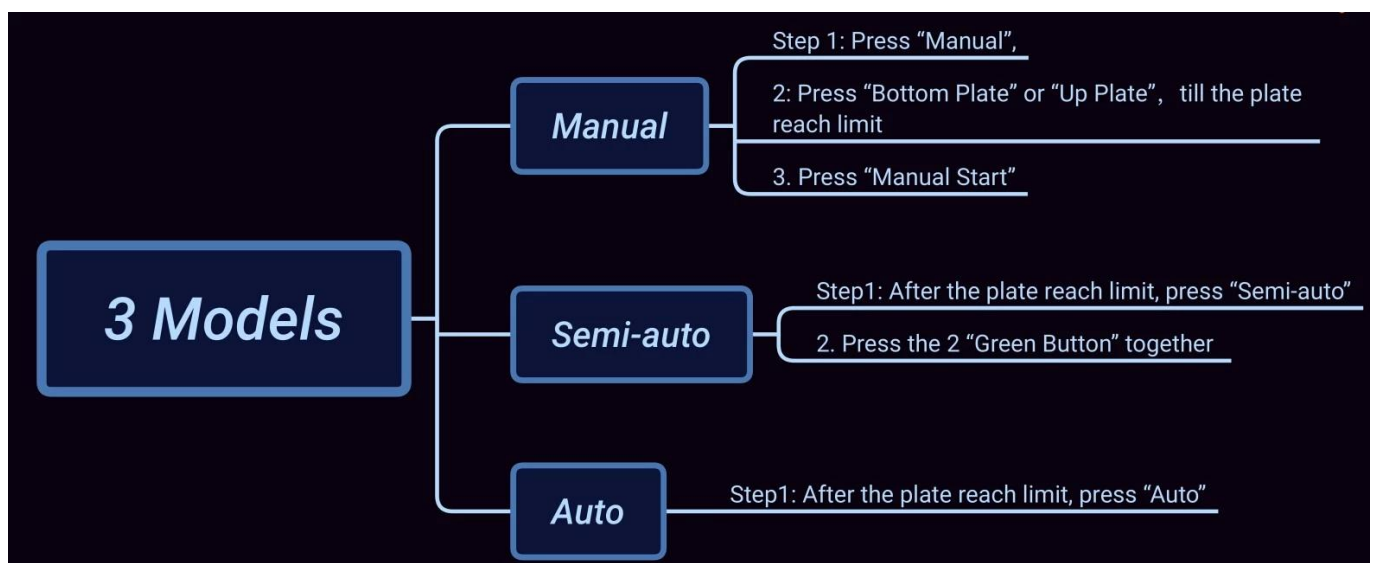 3 Models
Manual
Step 1: Press “Manual”,
2: Press “Bottom Plate” or “Up Plate”，till the plate
reach limit
3. Press “Manual Start”
Semi-auto
Step1: After the plate reach limit, press “Semi-auto”
2. Press the 2 “Green Button” together
Auto
Step1: After the plate reach limit, press “Auto”